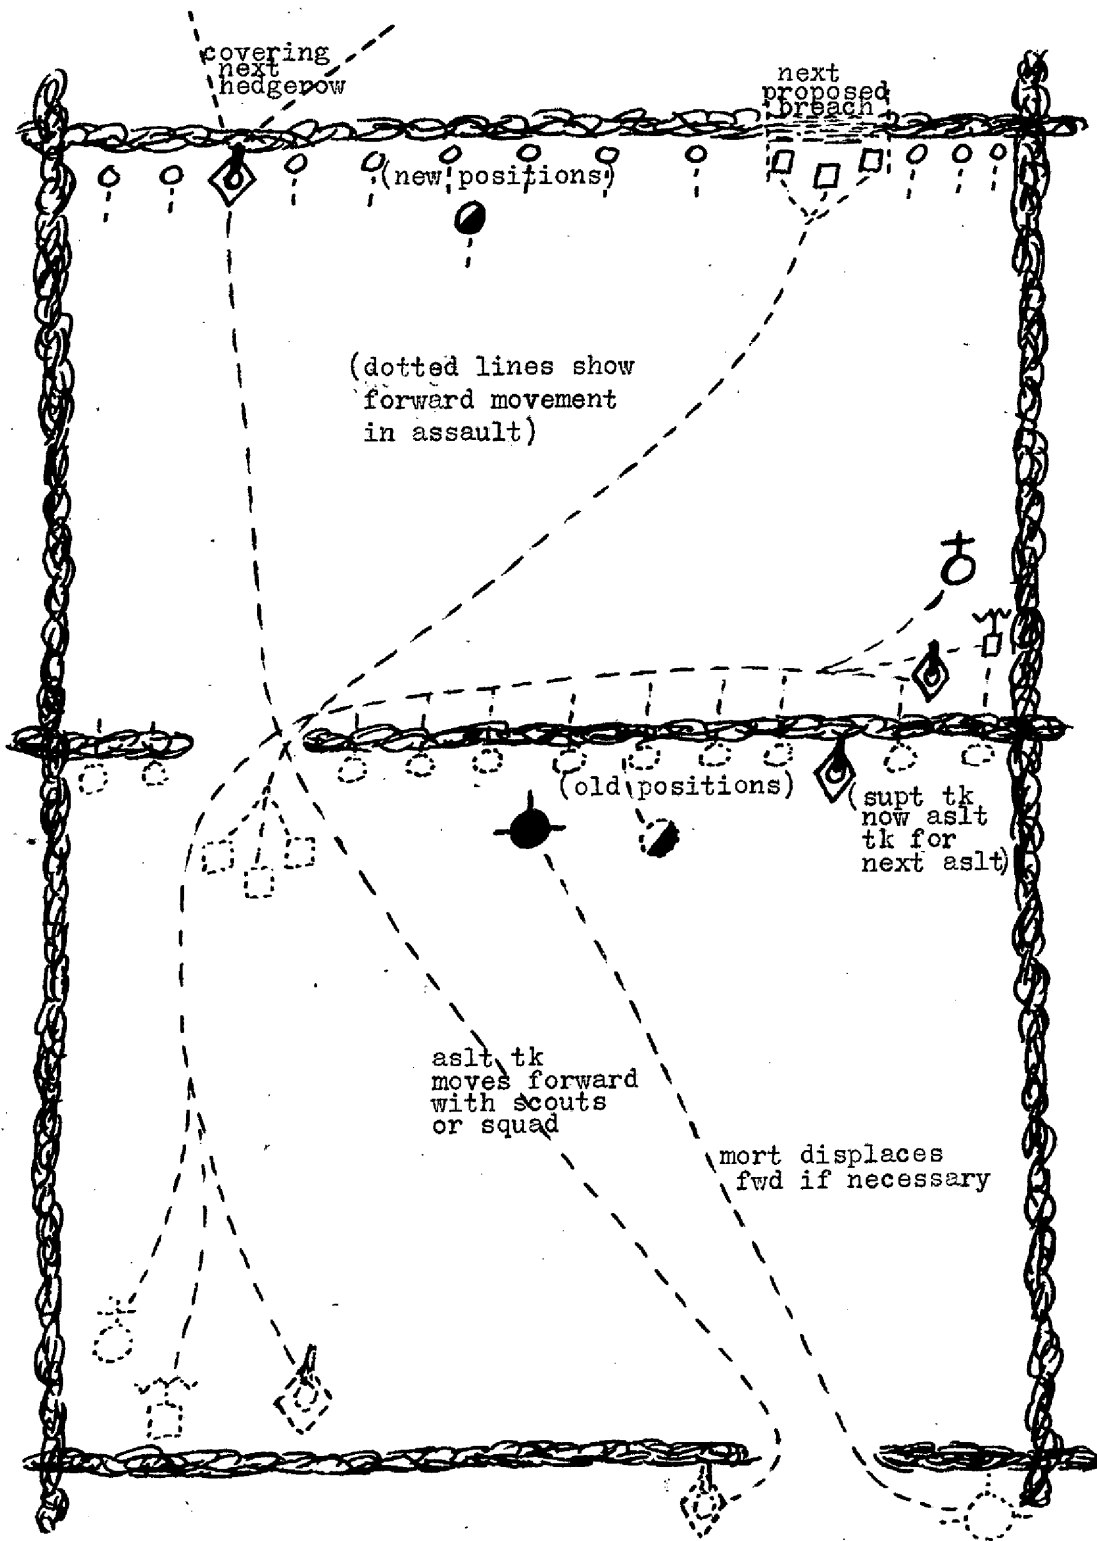 covering
next
hedgerow
next
proposed
breach
(new positions)
(dotted lines show
forward movement
in assault)
(old positions)
(supt tk
now aslt
tk for
next aslt)
aslt tk
moves forward
with scouts
or squad
mort displaces
fwd if necessary